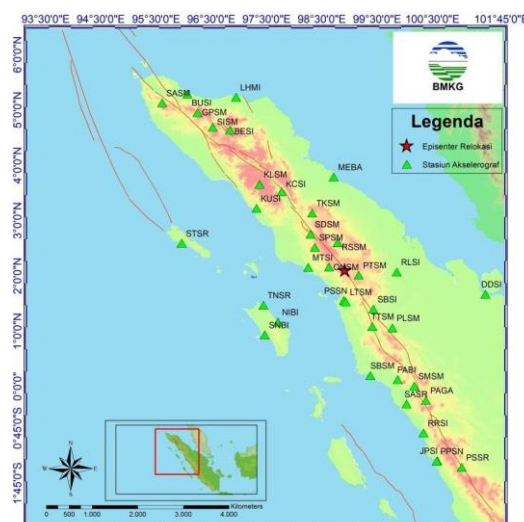 93°30'0"E 95°30'0"E 96°30'0"E 97°30'0"E 98°30'0"E 99°30'0"E 100°30'0"E 101°45'0"E
6°0'0"N
5°0'0"N
4°0'0"N
3°0'0"N
2°0'0"N
1°0'0"N
0°0'0"
0°45'0"S
1°45'0"S
BMKG
Legenda
Episenter Relokasi
Stasiun Akselerograf
SASM
BUSI
LHMI
GPSM
SISM
BESI
MEBA
KLSM
KCSI
KUSI
TKSM
SDSM
STSR
SPSM
RSSM
MTSI
PTSM
RLSI
DDSI
TNSR
PSSN
LTSM
SBSI
NIBI
TTSM
PLSM
SNBI
SBSM
PABI
SMSM
SASR
PAGA
RRSI
JPSI
PPSN
PSSR
N
W
E
S
0 500 1.000 2.000 3.000 4.000 Kilometers